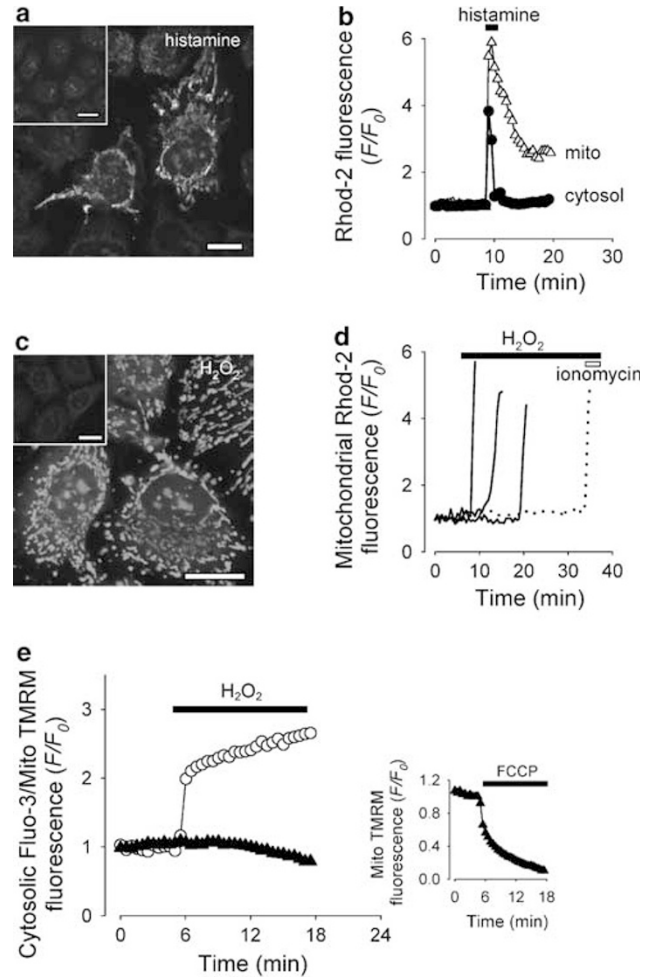 a
histamine
b
histamine
Rhod-2 fluorescence
(F/F₀)
6
4
2
0
mito
cytosol
0 10 20 30
Time (min)
c
H₂O₂
d
H₂O₂
ionomycin
Mitochondrial Rhod-2
fluorescence (F/F₀)
6
4
2
0
0 10 20 30 40
Time (min)
e
H₂O₂
Cytosolic Fluo-3/Mito TMRM
fluorescence (F/F₀)
3
2
1
0
0 6 12 18 24
Time (min)
FCCP
Mito TMRM
fluorescence (F/F₀)
1.2
0.8
0.4
0.0
0 6 12 18
Time (min)